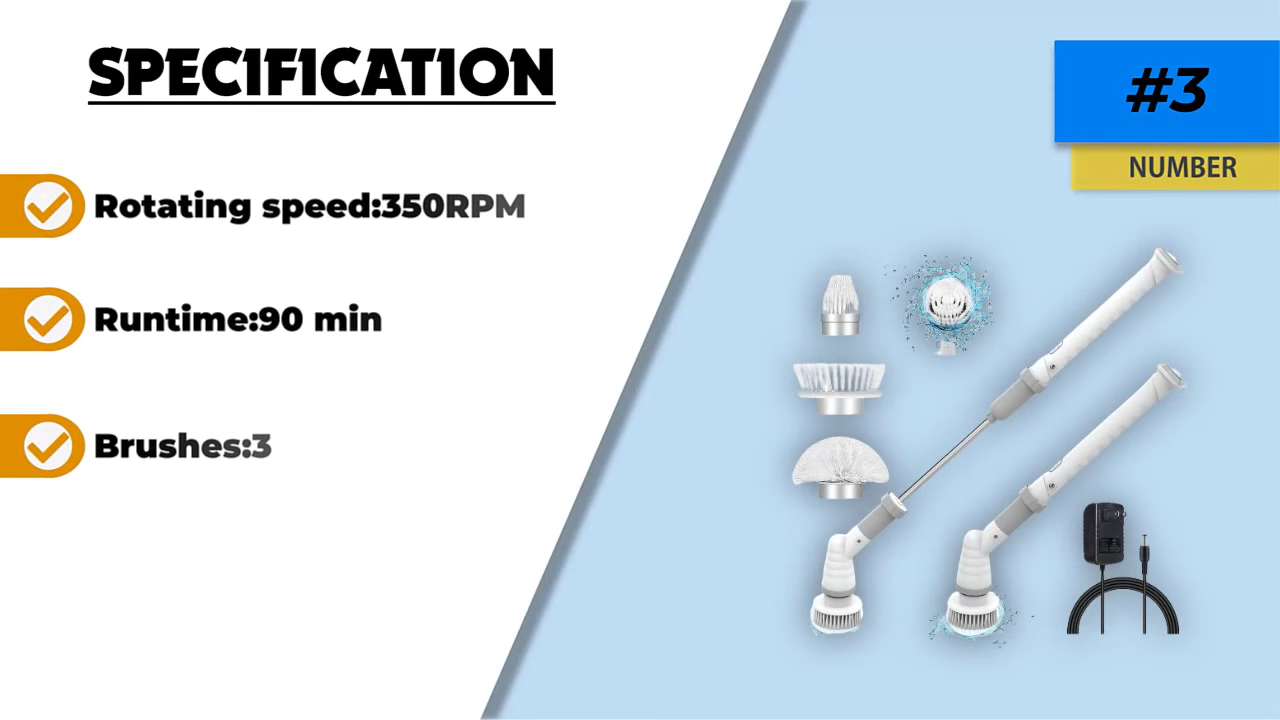 SPECIFICATION
#3
NUMBER
Rotating speed:350RPM
Runtime:90 min
Brushes:3